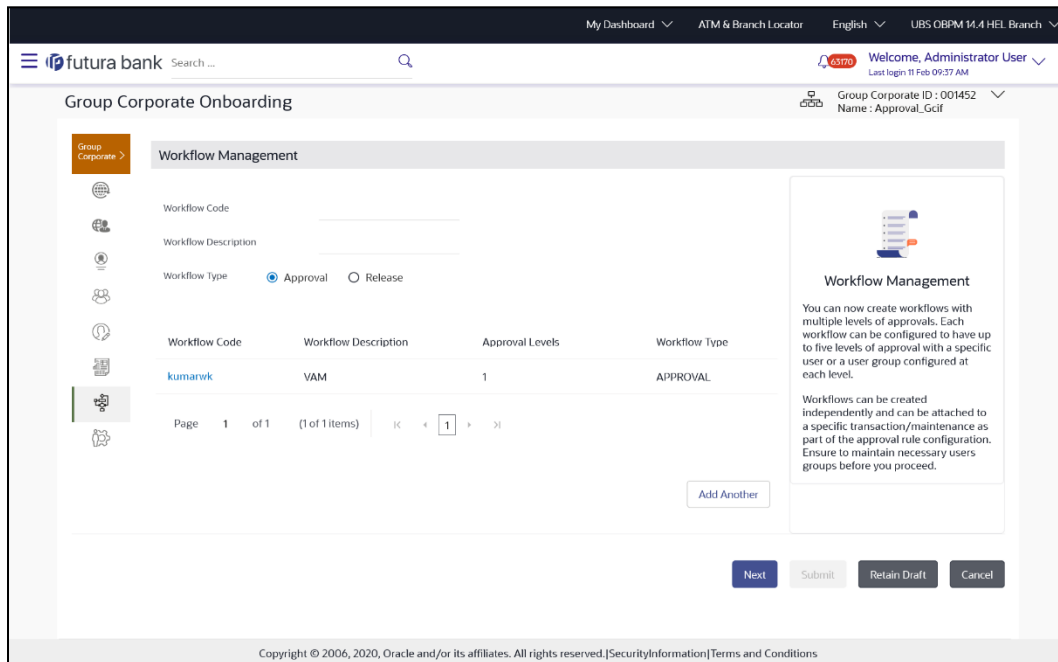 My Dashboard ATM & Branch Locator English UBS OBPM 14.4 HEL Branch
futura bank Search ... 63170 Welcome, Administrator User
Last login 11 Feb 09:37 AM
Group Corporate Onboarding
Group Corporate ID : 001452
Name : Approval_Gcif
Group
Corporate >
Workflow Management
Workflow Code
Workflow Description
Workflow Type Approval Release
Workflow Code Workflow Description Approval Levels Workflow Type
kumarwk VAM 1 APPROVAL
Page 1 of 1 (1 of 1 items) 1
Add Another
Workflow Management
You can now create workflows with
multiple levels of approvals. Each
workflow can be configured to have up
to five levels of approval with a specific
user or a user group configured at
each level.
Workflows can be created
independently and can be attached to
a specific transaction/maintenance as
part of the approval rule configuration.
Ensure to maintain necessary users
groups before you proceed.
Next Submit Retain Draft Cancel
Copyright © 2006, 2020, Oracle and/or its affiliates. All rights reserved.|SecurityInformation|Terms and Conditions